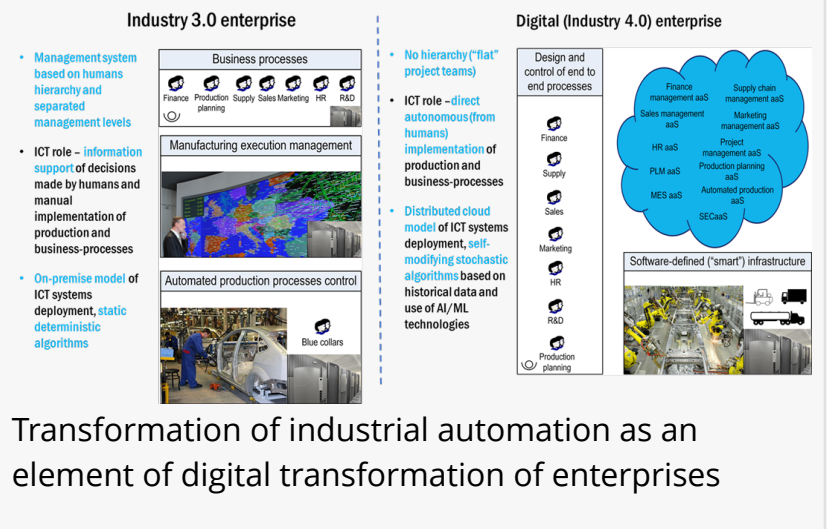 Industry 3.0 enterprise
• Management system
based on humans
hierarchy and
separated
management levels
• ICT role – information
support of decisions
made by humans and
manual
implementation of
production and
business-processes
• On-premise model of
ICT systems
deployment, static
deterministic
algorithms
Business processes
Finance
Production
planning
Supply
Sales
Marketing
HR
R&D
Manufacturing execution management
Automated production processes control
Blue collars
Digital (Industry 4.0) enterprise
• No hierarchy (“flat”
project teams)
• ICT role –direct
autonomous (from
humans)
implementation of
production and
business-processes
• Distributed cloud
model of ICT systems
deployment, self-
modifying stochastic
algorithms based on
historical data and
use of AI/ML
technologies
Design and
control of end to
end processes
Finance
Supply
Sales
Marketing
HR
R&D
Production
planning
Finance
management aaS
Supply chain
management aaS
Sales management
aaS
Marketing
management aaS
HR aaS
Project
management aaS
PLM aaS
Production planning
aaS
MES aaS
Automated production
aaS
SECaaS
Software-defined (“smart”) infrastructure
Transformation of industrial automation as an
element of digital transformation of enterprises